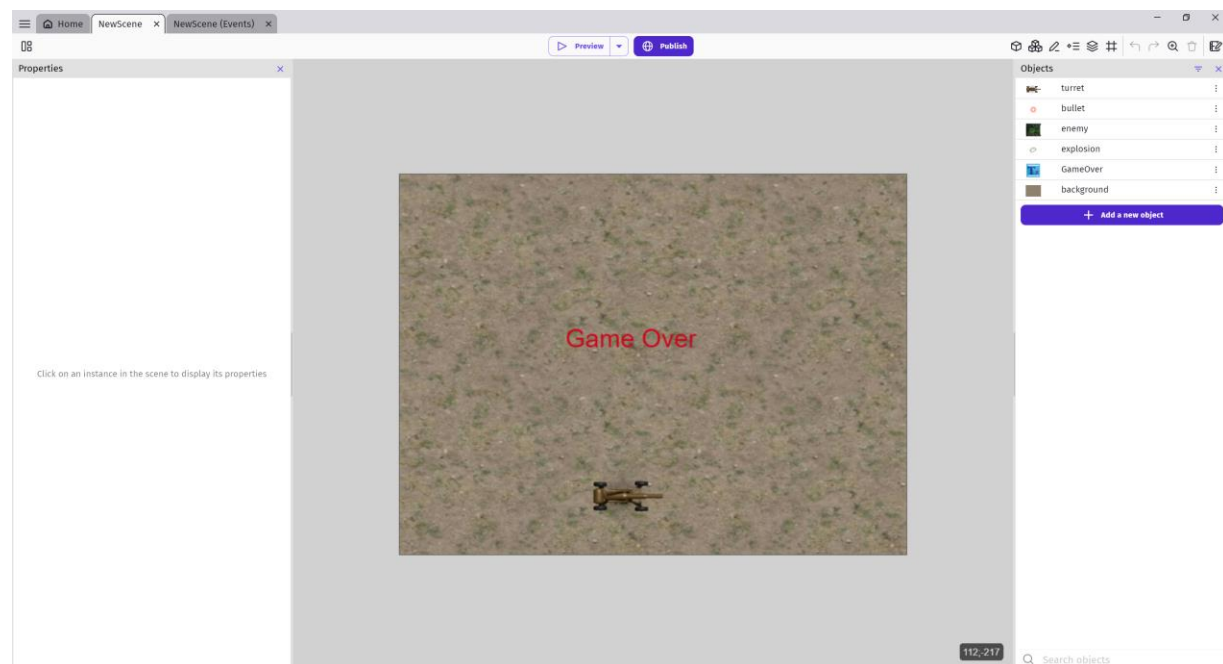 Home
NewScene x
NewScene (Events) x
Preview
Publish
Properties
Click on an instance in the scene to display its properties
Game Over
112;-217
Objects
turret
bullet
enemy
explosion
GameOver
background
+ Add a new object
Search objects